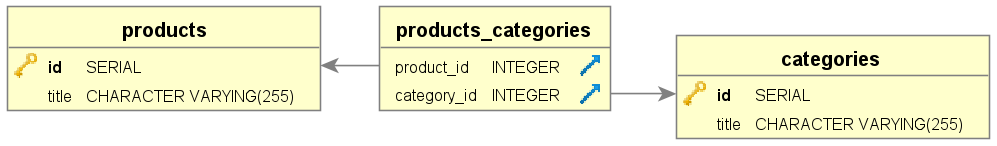 products
id SERIAL
title CHARACTER VARYING(255)
products_categories
product_id INTEGER
category_id INTEGER
categories
id SERIAL
title CHARACTER VARYING(255)